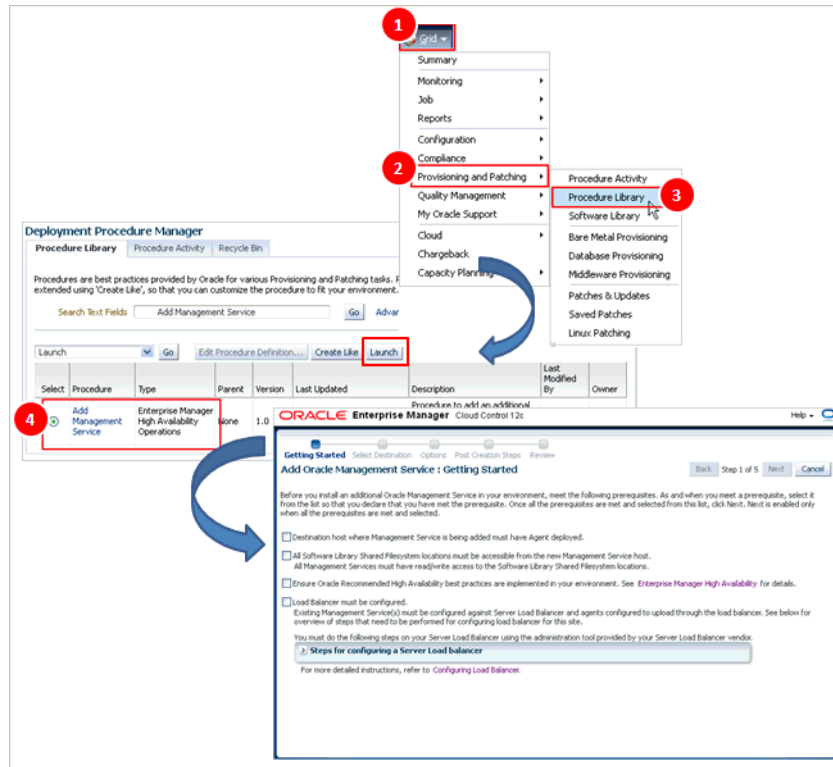 1
Grid
Summary
Monitoring
Job
Reports
Configuration
Compliance
2
Provisioning and Patching
Quality Management
My Oracle Support
Cloud
Chargeback
Capacity Planning
Procedure Activity
Procedure Library
3
Software Library
Bare Metal Provisioning
Database Provisioning
Middleware Provisioning
Patches & Updates
Saved Patches
Linux Patching
Deployment Procedure Manager
Procedure Library Procedure Activity Recycle Bin
Procedures are best practices provided by Oracle for various Provisioning and Patching tasks.
extended using 'Create Like', so that you can customize the procedure to fit your environment.
Search Text Fields Add Management Service Go Advan
Launch Go Edit Procedure Definition... Create Like Launch
Select Procedure Type Parent Version Last Updated Description Last Modified By Owner
4
Add Management Service Enterprise Manager High Availability Operations None 1.0 Procedure to add an additional
ORACLE Enterprise Manager Cloud Control 12c Help
Getting Started Select Destination Options Post Creation Steps Review
Add Oracle Management Service : Getting Started Back Step 1 of 5 Next Cancel
Before you install an additional Oracle Management Service in your environment, meet the following prerequisites. As and when you meet a prerequisite, select it
from the list so that you declare that you have met the prerequisite. Once all the prerequisites are met and selected from this list, click Next. Next is enabled only
when all the prerequisites are met and selected.
Destination host where Management Service is being added must have Agent deployed.
All Software Library Shared Filesystem locations must be accessible from the new Management Service host.
All Management Services must have read/write access to the Software Library Shared Filesystem locations.
Ensure Oracle Recommended High Availability best practices are implemented in your environment. See Enterprise Manager High Availability for details.
Load Balancer must be configured.
Existing Management Service(s) must be configured against Server Load Balancer and agents configured to upload through the load balancer. See below for
overview of steps that need to be performed for configuring load balancer for this site.
You must do the following steps on your Server Load Balancer using the administration tool provided by your Server Load Balancer vendor.
Steps for configuring a Server Load balancer
For more detailed instructions, refer to Configuring Load Balancer.